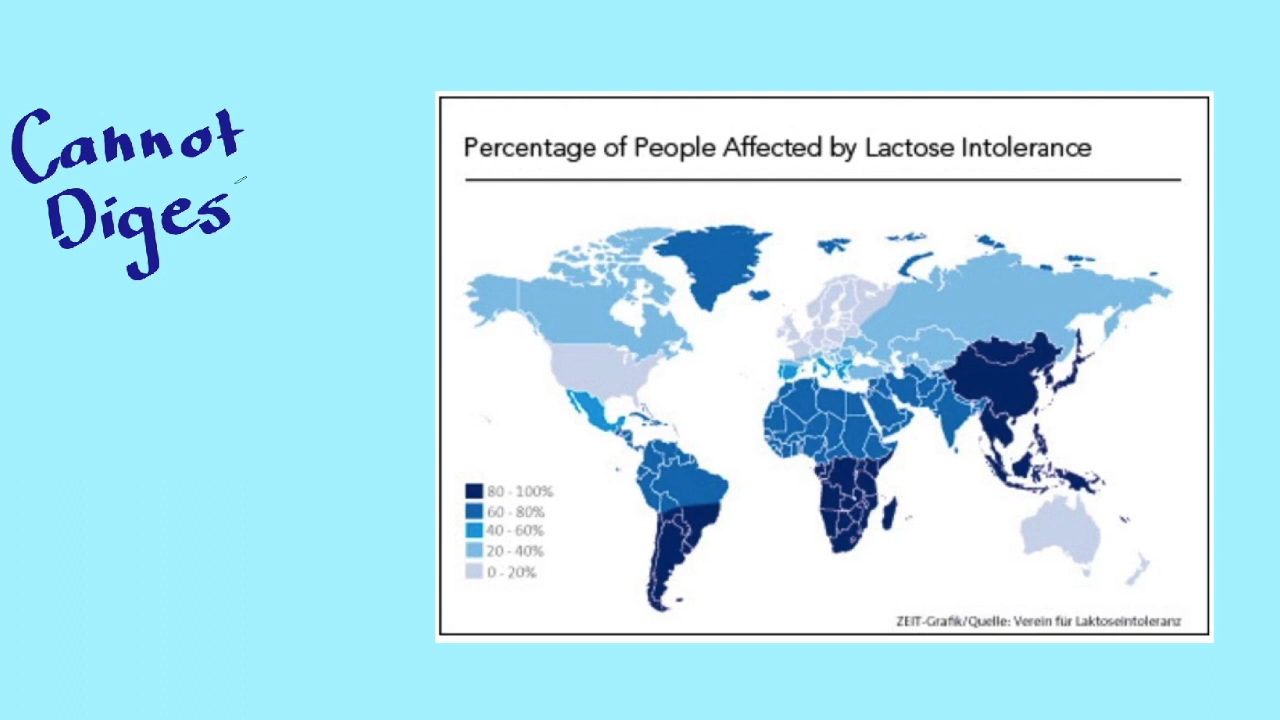 Cannot
Diges
Percentage of People Affected by Lactose Intolerance
80 - 100%
60 - 80%
40 - 60%
20 - 40%
0 - 20%
ZEIT-Grafik/Quelle: Verein für Laktoseintoleranz